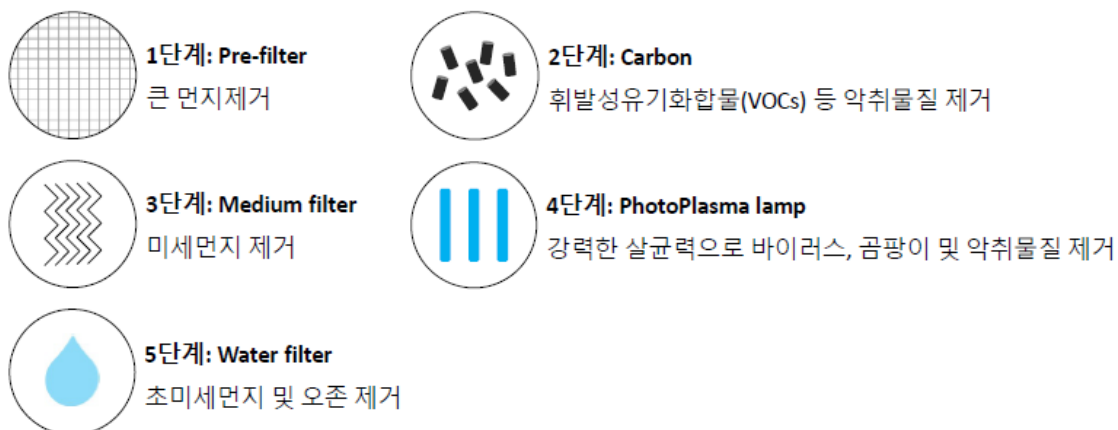 1단계: Pre-filter
큰 먼지제거
2단계: Carbon
휘발성유기화합물(VOCs) 등 악취물질 제거
3단계: Medium filter
미세먼지 제거
4단계: PhotoPlasma lamp
강력한 살균력으로 바이러스, 곰팡이 및 악취물질 제거
5단계: Water filter
초미세먼지 및 오존 제거